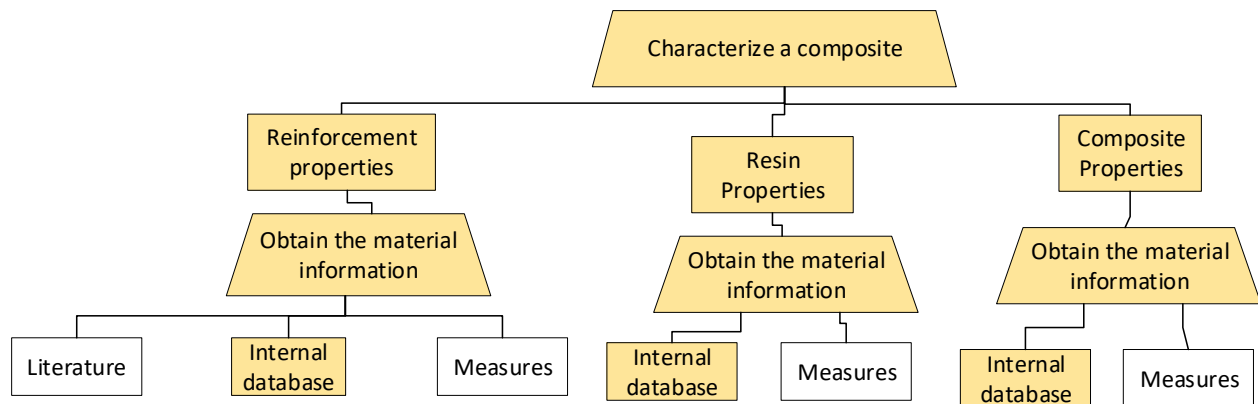 Characterize a composite
Reinforcement
properties
Resin
Properties
Composite
Properties
Obtain the material
information
Obtain the material
information
Obtain the material
information
Literature
Internal
database
Measures
Internal
database
Measures
Internal
database
Measures